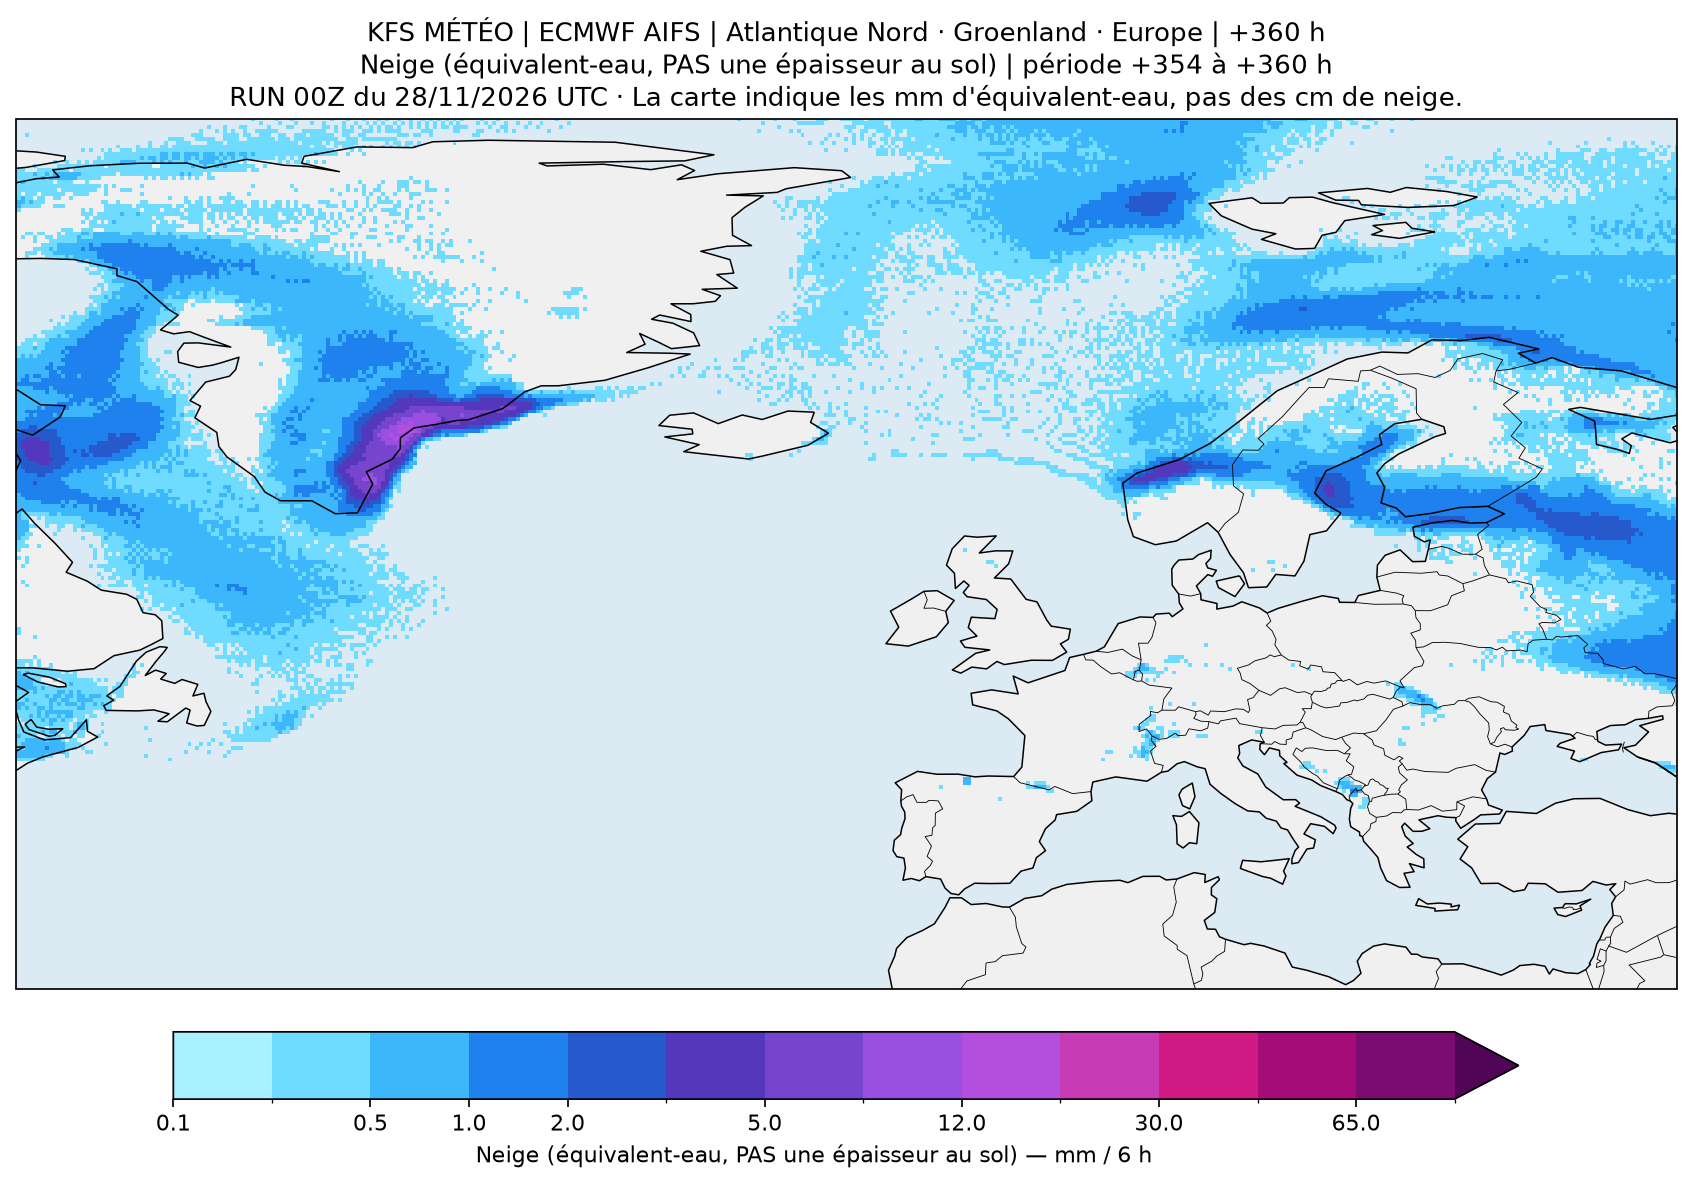 KFS MÉTÉO | ECMWF AIFS | Atlantique Nord · Groenland · Europe | +360 h
Neige (équivalent-eau, PAS une épaisseur au sol) | période +354 à +360 h
RUN 00Z du 28/11/2026 UTC · La carte indique les mm d'équivalent-eau, pas des cm de neige.
0.1 0.5 1.0 2.0 5.0 12.0 30.0 65.0
Neige (équivalent-eau, PAS une épaisseur au sol) — mm / 6 h